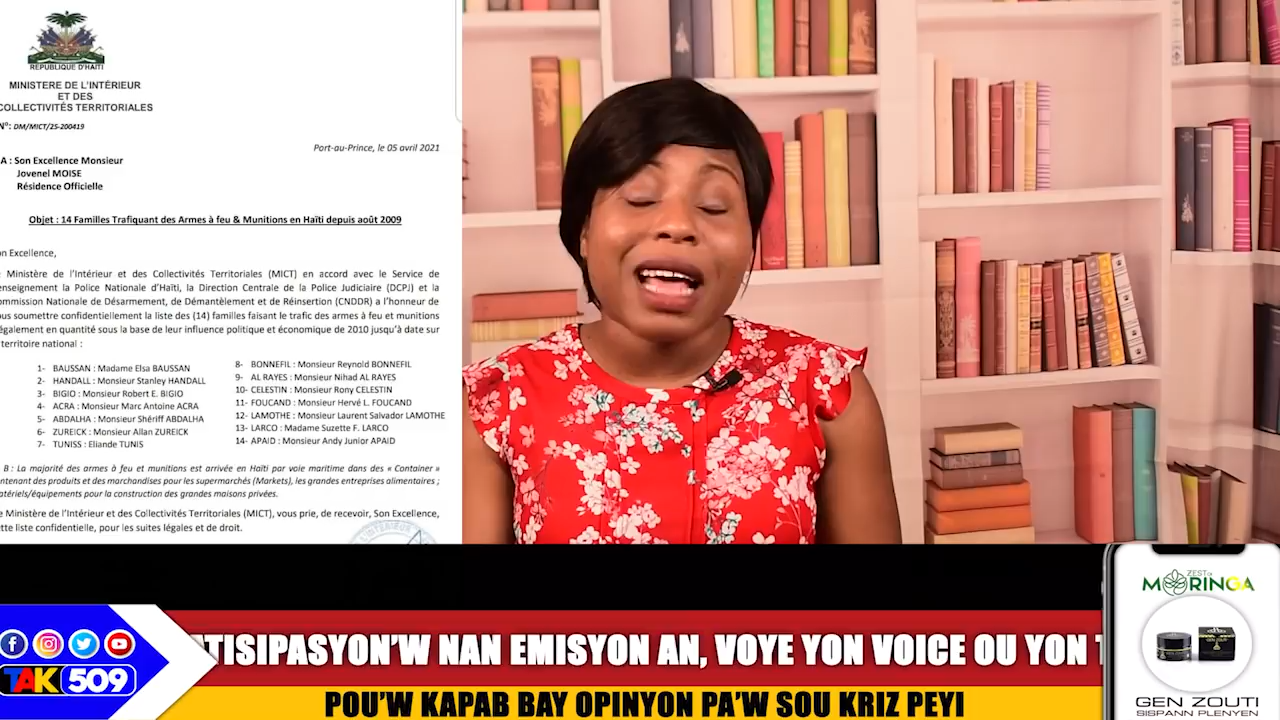 REPUBLIQUE D'HAITI
MINISTERE DE L'INTÉRIEUR
ET DES
COLLECTIVITÉS TERRITORIALES
N°: DM/MICT/25-200419
Port-au-Prince, le 05 avril 2021
A : Son Excellence Monsieur
Jovenel MOISE
Résidence Officielle
Objet : 14 Familles Trafiquant des Armes à feu & Munitions en Haïti depuis août 2009
Excellence,
Ministère de l'Intérieur et des Collectivités Territoriales (MICT) en accord avec le Service de
enseignement la Police Nationale d'Haïti, la Direction Centrale de la Police Judiciaire (DCPJ) et la
ommission Nationale de Désarmement, de Démantèlement et de Réinsertion (CNDDR) a l'honneur de
ous soumettre confidentiellement la liste des (14) familles faisant le trafic des armes à feu et munitions
également en quantité sous la base de leur influence politique et économique de 2010 jusqu'à date sur
territoire national :
1- BAUSSAN : Madame Elsa BAUSSAN
2- HANDALL : Monsieur Stanley HANDALL
3- BIGIO : Monsieur Robert E. BIGIO
4- ACRA : Monsieur Marc Antoine ACRA
5- ABDALHA : Monsieur Shériff ABDALHA
6- ZUREICK : Monsieur Allan ZUREICK
7- TUNISS : Eliande TUNIS
8- BONNEFIL : Monsieur Reynold BONNEFIL
9- AL RAYES : Monsieur Nihad AL RAYES
10- CELESTIN : Monsieur Rony CELESTIN
11- FOUCAND : Monsieur Hervé L. FOUCAND
12- LAMOTHE : Monsieur Laurent Salvador LAMOTHE
13- LARCO : Madame Suzette F. LARCO
14- APAID : Monsieur Andy Junior APAID
B : La majorité des armes à feu et munitions est arrivée en Haïti par voie maritime dans des « Container »
ntenant des produits et des marchandises pour les supermarchés (Markets), les grandes entreprises alimentaires ;
atériels/équipements pour la construction des grandes maisons privées.
e Ministère de l'Intérieur et des Collectivités Territoriales (MICT), vous prie, de recevoir, Son Excellence,
ette liste confidentielle, pour les suites légales et de droit.
TISIPASYON'W NAN EMISYON AN, VOYE YON VOICE OU YON
POU'W KAPAB BAY OPINYON PA'W SOU KRIZ PEYI
TAK 509
ZEST OF
MORINGA
GEN ZOUTI
GEN ZOUTI
SISPANN PLENYEN